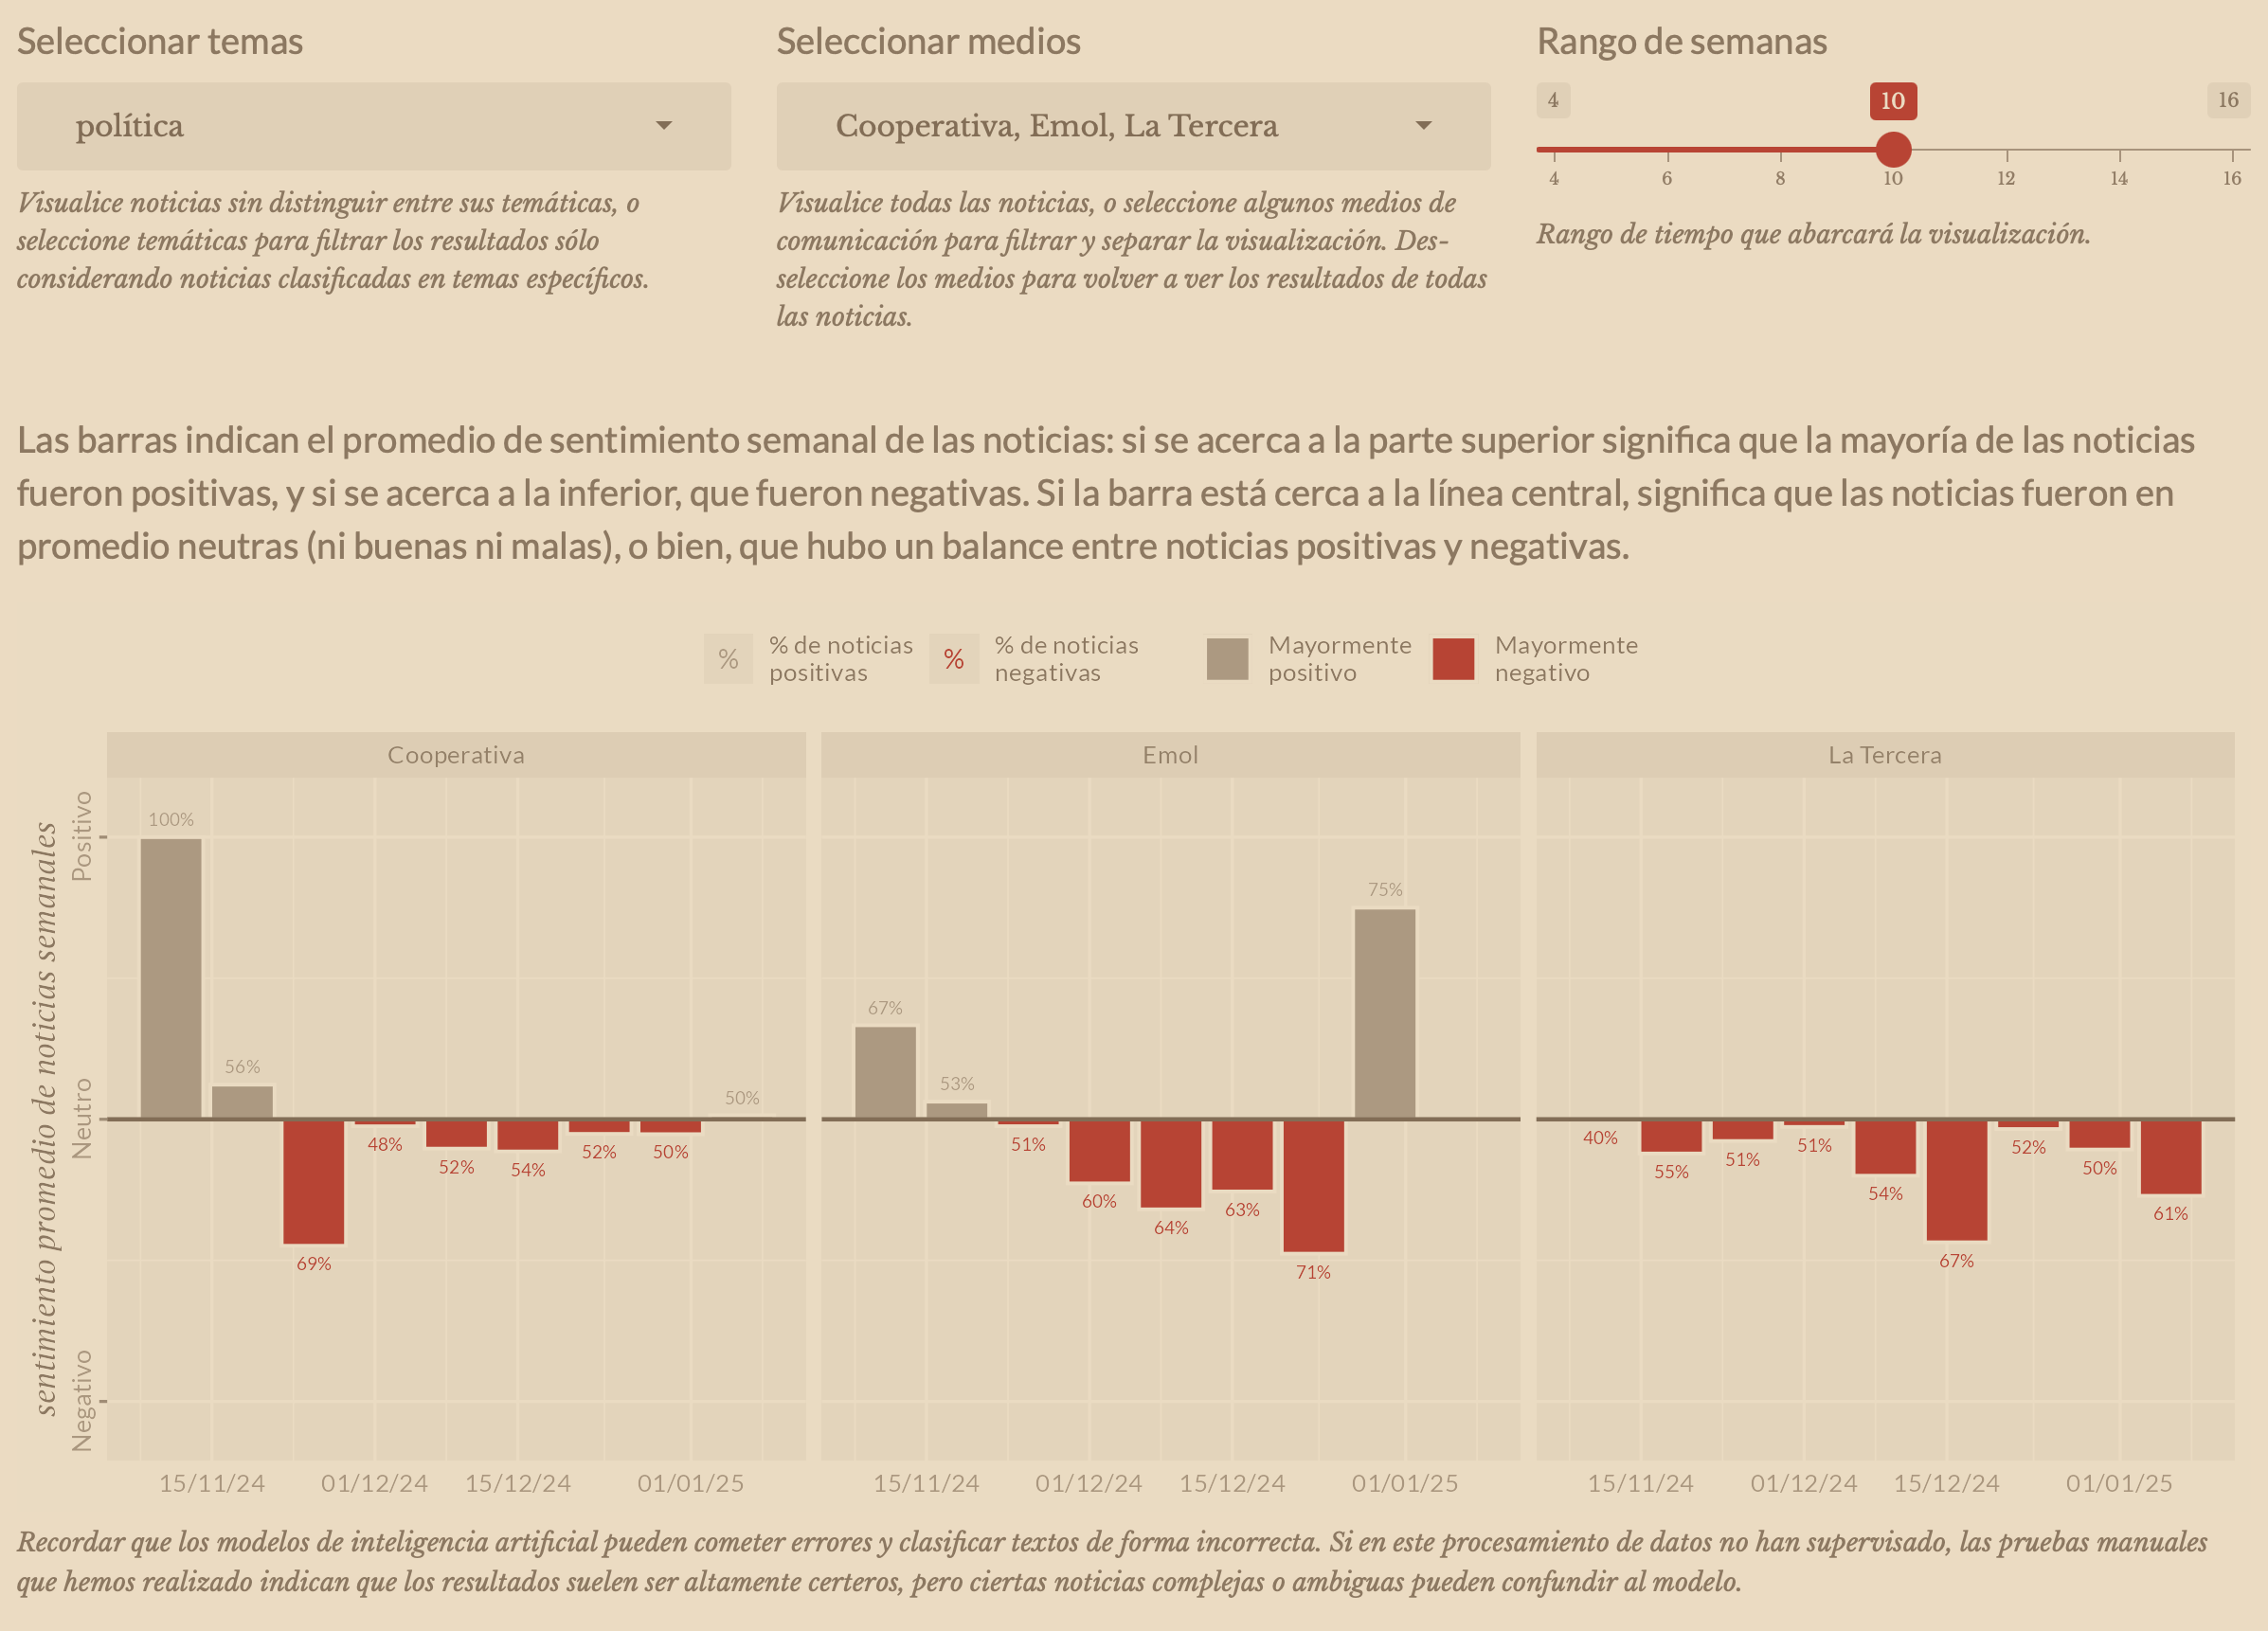 Seleccionar temas
política
Visualice noticias sin distinguir entre sus temáticas, o
seleccione temáticas para filtrar los resultados sólo
considerando noticias clasificadas en temas específicos.
Seleccionar medios
Cooperativa, Emol, La Tercera
Visualice todas las noticias, o seleccione algunos medios de
comunicación para filtrar y separar la visualización. Des-
seleccione los medios para volver a ver los resultados de todas
las noticias.
Rango de semanas
4 10 16
4 6 8 10 12 14 16
Rango de tiempo que abarcará la visualización.
Las barras indican el promedio de sentimiento semanal de las noticias: si se acerca a la parte superior significa que la mayoría de las noticias
fueron positivas, y si se acerca a la inferior, que fueron negativas. Si la barra está cerca a la línea central, significa que las noticias fueron en
promedio neutras (ni buenas ni malas), o bien, que hubo un balance entre noticias positivas y negativas.
% % de noticias
positivas
% % de noticias
negativas
Mayormente
positivo
Mayormente
negativo
sentimiento promedio de noticias semanales
Positivo
Neutro
Negativo
Cooperativa
100%
56%
69%
48%
52%
54%
52%
50%
50%
15/11/24 01/12/24 15/12/24 01/01/25
Emol
67%
53%
51%
60%
64%
63%
71%
75%
15/11/24 01/12/24 15/12/24 01/01/25
La Tercera
40%
55%
51%
51%
54%
67%
52%
50%
61%
15/11/24 01/12/24 15/12/24 01/01/25
Recordar que los modelos de inteligencia artificial pueden cometer errores y clasificar textos de forma incorrecta. Si en este procesamiento de datos no han supervisado, las pruebas manuales
que hemos realizado indican que los resultados suelen ser altamente certeros, pero ciertas noticias complejas o ambiguas pueden confundir al modelo.